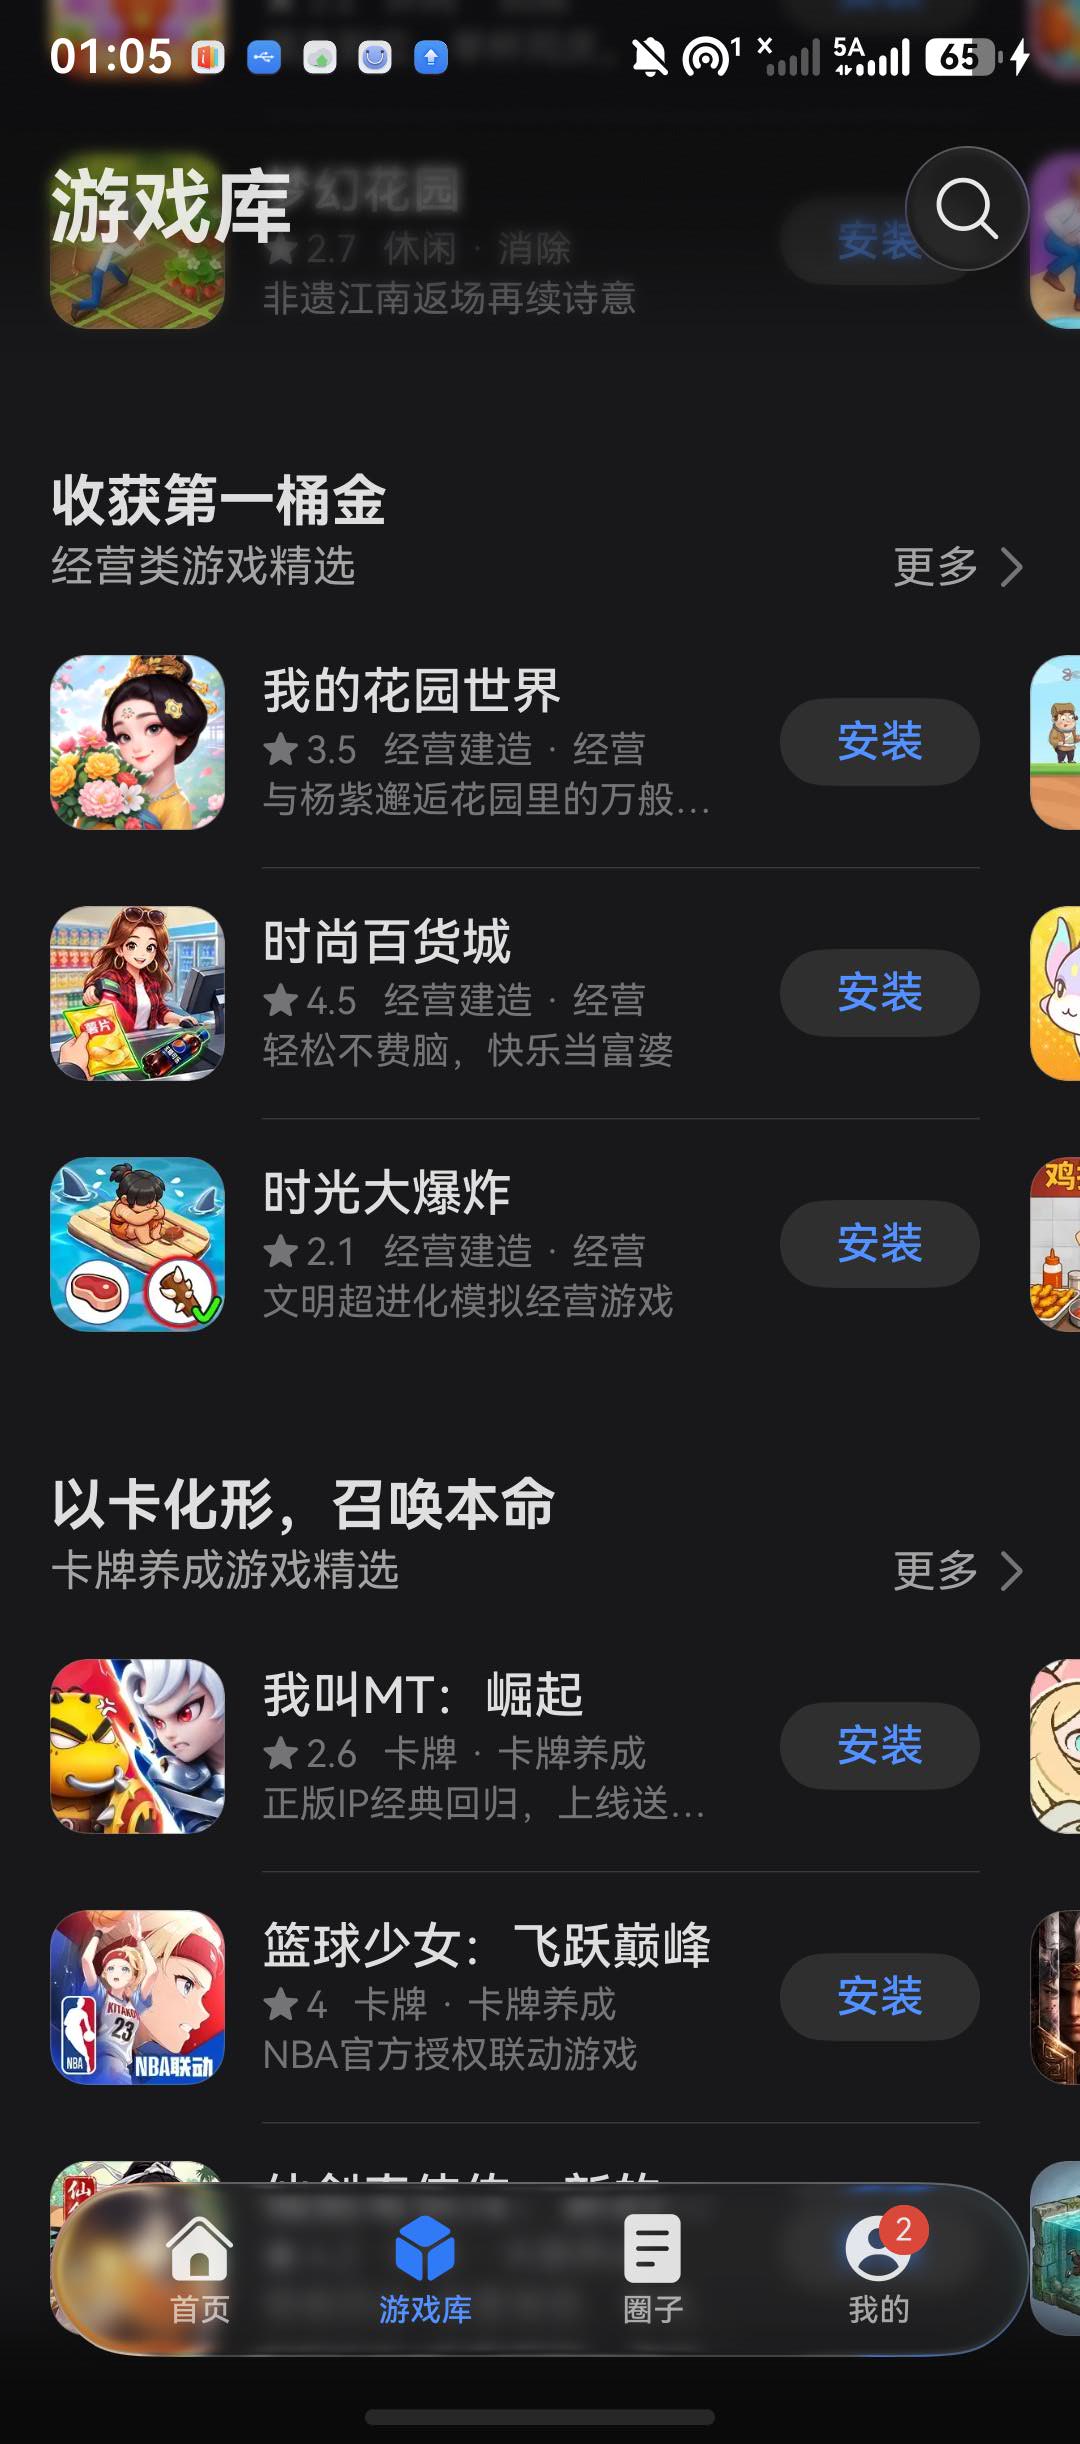 01:05
1
5A
65
游戏库
梦幻花园
2.7 休闲 · 消除
安装
非遗江南返场再续诗意
收获第一桶金
经营类游戏精选
更多
我的花园世界
3.5 经营建造 · 经营
与杨紫邂逅花园里的万般...
安装
时尚百货城
4.5 经营建造 · 经营
轻松不费脑，快乐当富婆
安装
薯片
时光大爆炸
2.1 经营建造 · 经营
文明超进化模拟经营游戏
安装
鸡
以卡化形，召唤本命
卡牌养成游戏精选
更多
我叫MT：崛起
2.6 卡牌 · 卡牌养成
正版IP经典回归，上线送...
安装
篮球少女：飞跃巅峰
4 卡牌 · 卡牌养成
NBA官方授权联动游戏
安装
23
NBA
NBA联动
仙
首页
游戏库
圈子
我的
2